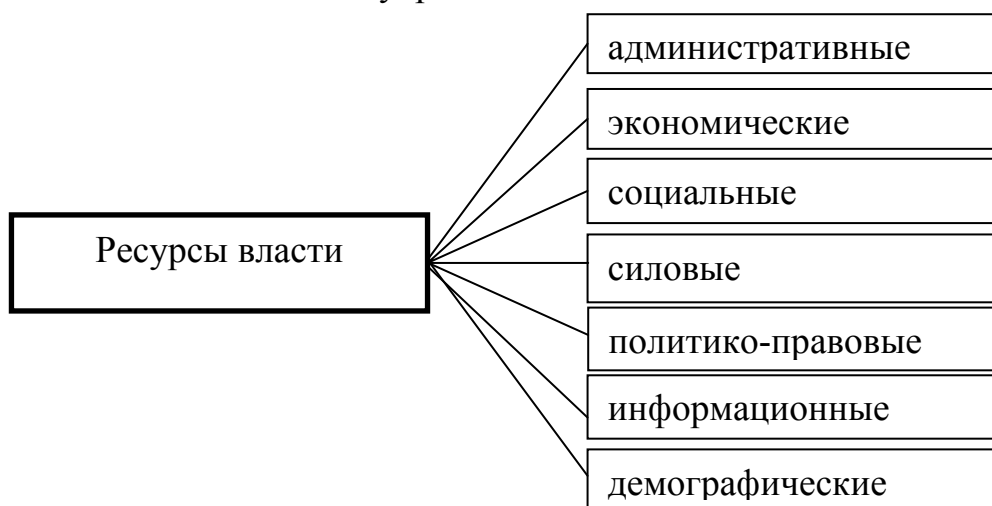 административные
экономические
социальные
Ресурсы власти
силовые
политико-правовые
информационные
демографические